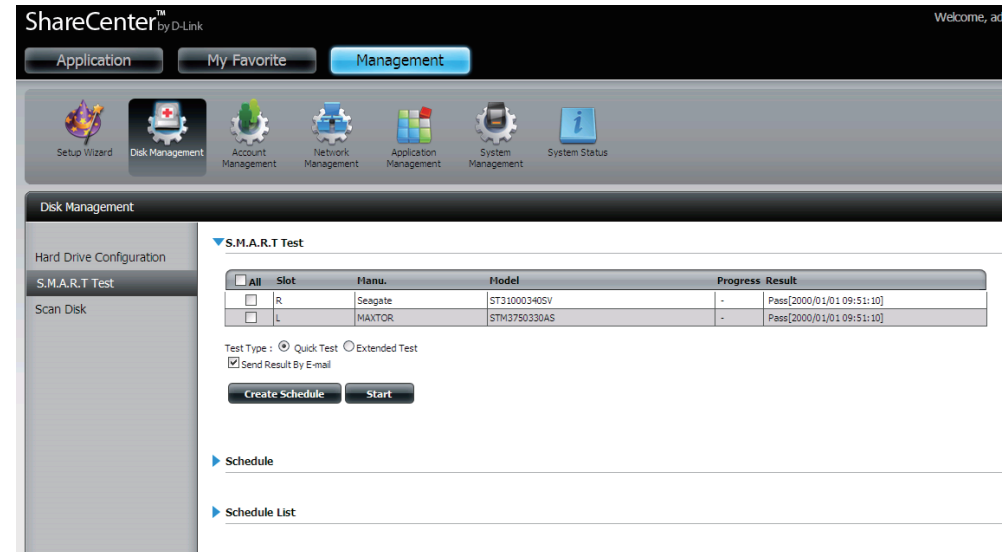 ShareCenter™ by D-Link
Welcome, ad
Application My Favorite Management
Setup Wizard
Disk Management
Account Management
Network Management
Application Management
System Management
System Status
Disk Management
Hard Drive Configuration
S.M.A.R.T Test
Scan Disk
S.M.A.R.T Test
All Slot Manu. Model Progress Result
R Seagate ST31000340SV - Pass[2000/01/01 09:51:10]
L MAXTOR STM3750330AS - Pass[2000/01/01 09:51:10]
Test Type : Quick Test Extended Test
Send Result By E-mail
Create Schedule Start
Schedule
Schedule List